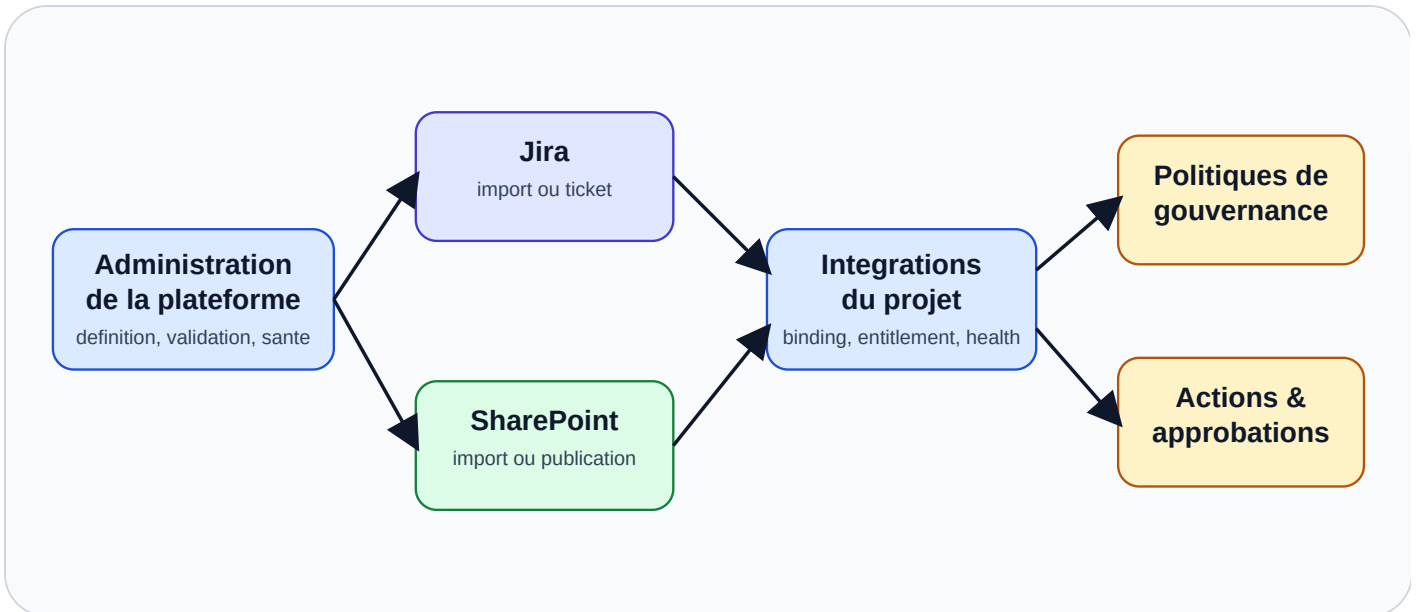 Administration
de la plateforme
definition, validation, sante
Jira
import ou ticket
SharePoint
import ou publication
Integrations
du projet
binding, entitlement, health
Politiques de
gouvernance
Actions &
approbations